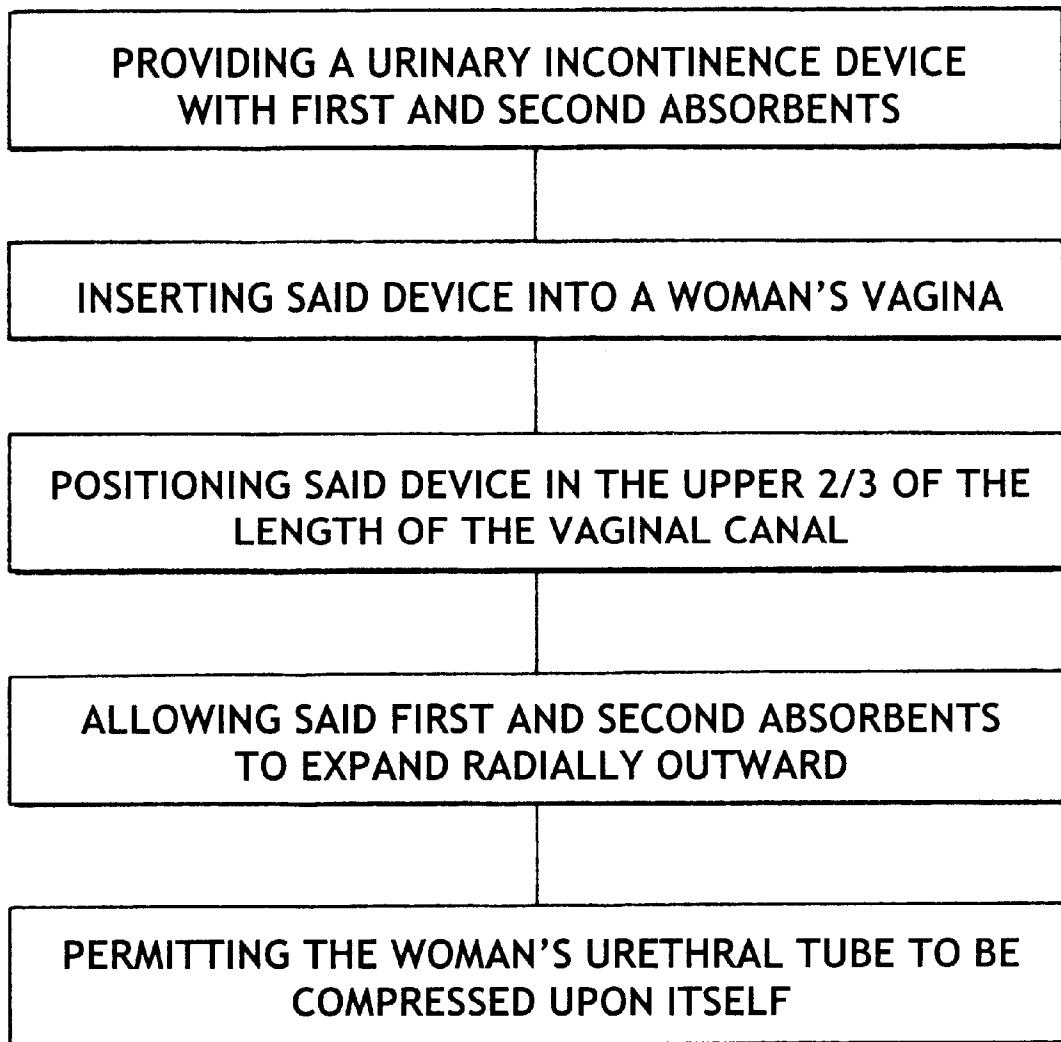 PROVIDING A URINARY INCONTINENCE DEVICE
WITH FIRST AND SECOND ABSORBENTS
INSERTING SAID DEVICE INTO A WOMAN'S VAGINA
POSITIONING SAID DEVICE IN THE UPPER 2/3 OF THE
LENGTH OF THE VAGINAL CANAL
ALLOWING SAID FIRST AND SECOND ABSORBENTS
TO EXPAND RADIALLY OUTWARD
PERMITTING THE WOMAN'S URETHRAL TUBE TO BE
COMPRESSED UPON ITSELF